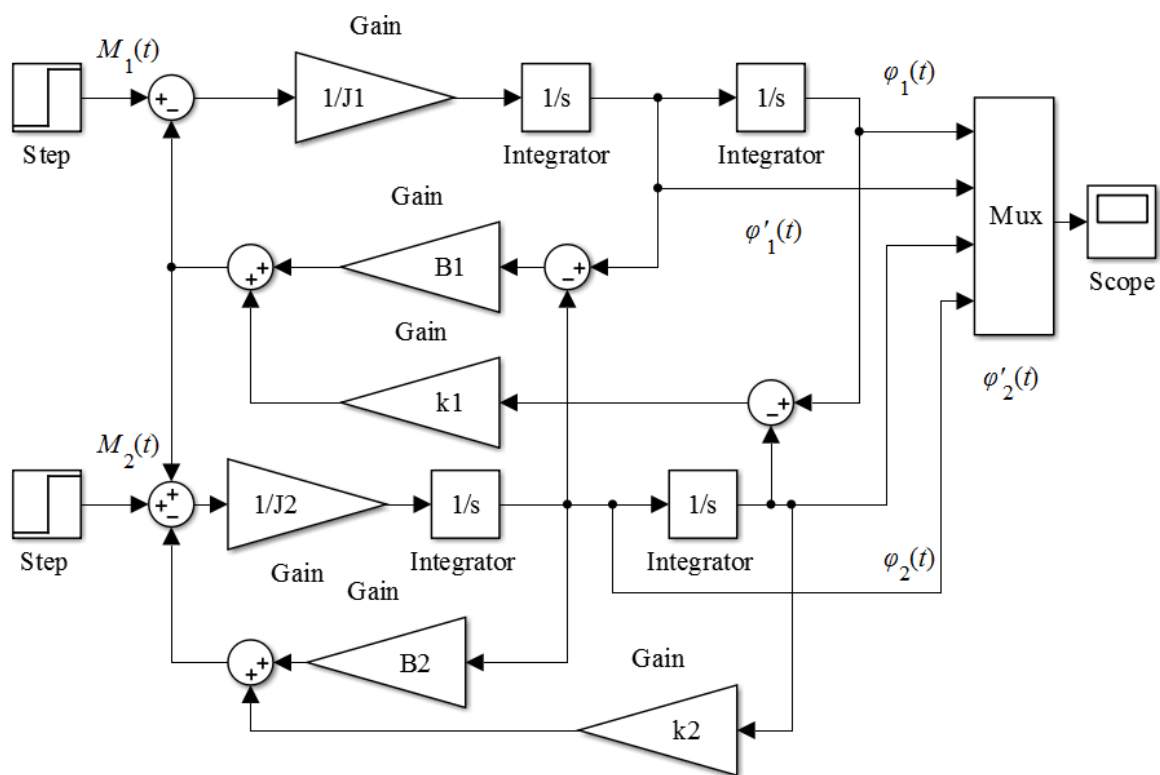 Gain
M₁(t)
φ₁(t)
+
−
1/J1
1/s
1/s
Step
Integrator
Integrator
Gain
Mux
φ′₁(t)
+
+
B1
−
+
Scope
Gain
φ′₂(t)
k1
−
+
M₂(t)
+
+
−
1/J2
1/s
1/s
Step
Integrator
Integrator
φ₂(t)
Gain
Gain
+
+
B2
Gain
k2